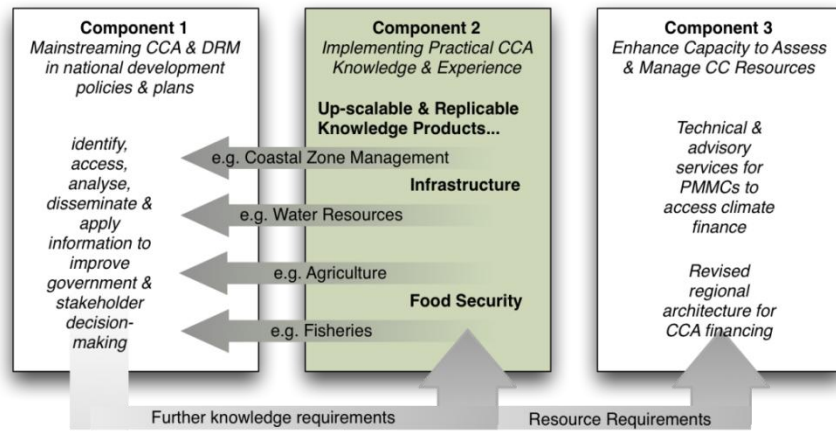 Component 1
Mainstreaming CCA & DRM
in national development
policies & plans
identify,
access,
analyse,
disseminate &
apply
information to
improve
government &
stakeholder
decision-
making
Component 2
Implementing Practical CCA
Knowledge & Experience
Up-scalable & Replicable
Knowledge Products...
e.g. Coastal Zone Management
Infrastructure
e.g. Water Resources
e.g. Agriculture
Food Security
e.g. Fisheries
Component 3
Enhance Capacity to Assess
& Manage CC Resources
Technical &
advisory
services for
PMMCs to
access climate
finance
Revised
regional
architecture for
CCA financing
Further knowledge requirements
Resource Requirements